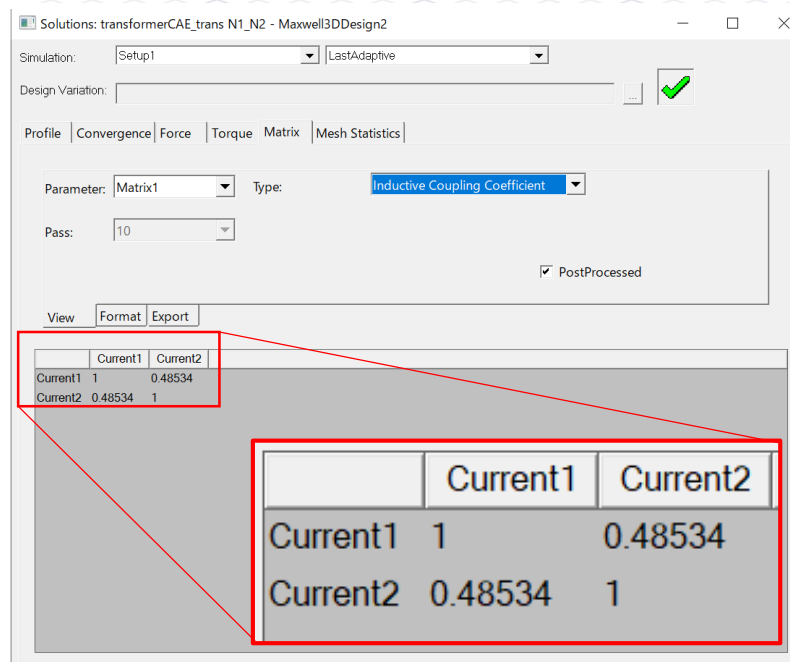 Solutions: transformerCAE_trans N1_N2 - Maxwell3DDesign2
Simulation: Setup1 LastAdaptive
Design Variation: ...
Profile Convergence Force Torque Matrix Mesh Statistics
Parameter: Matrix1 Type: Inductive Coupling Coefficient
Pass: 10
PostProcessed
View Format Export
Current1 Current2
Current1 1 0.48534
Current2 0.48534 1
Current1 Current2
Current1 1 0.48534
Current2 0.48534 1